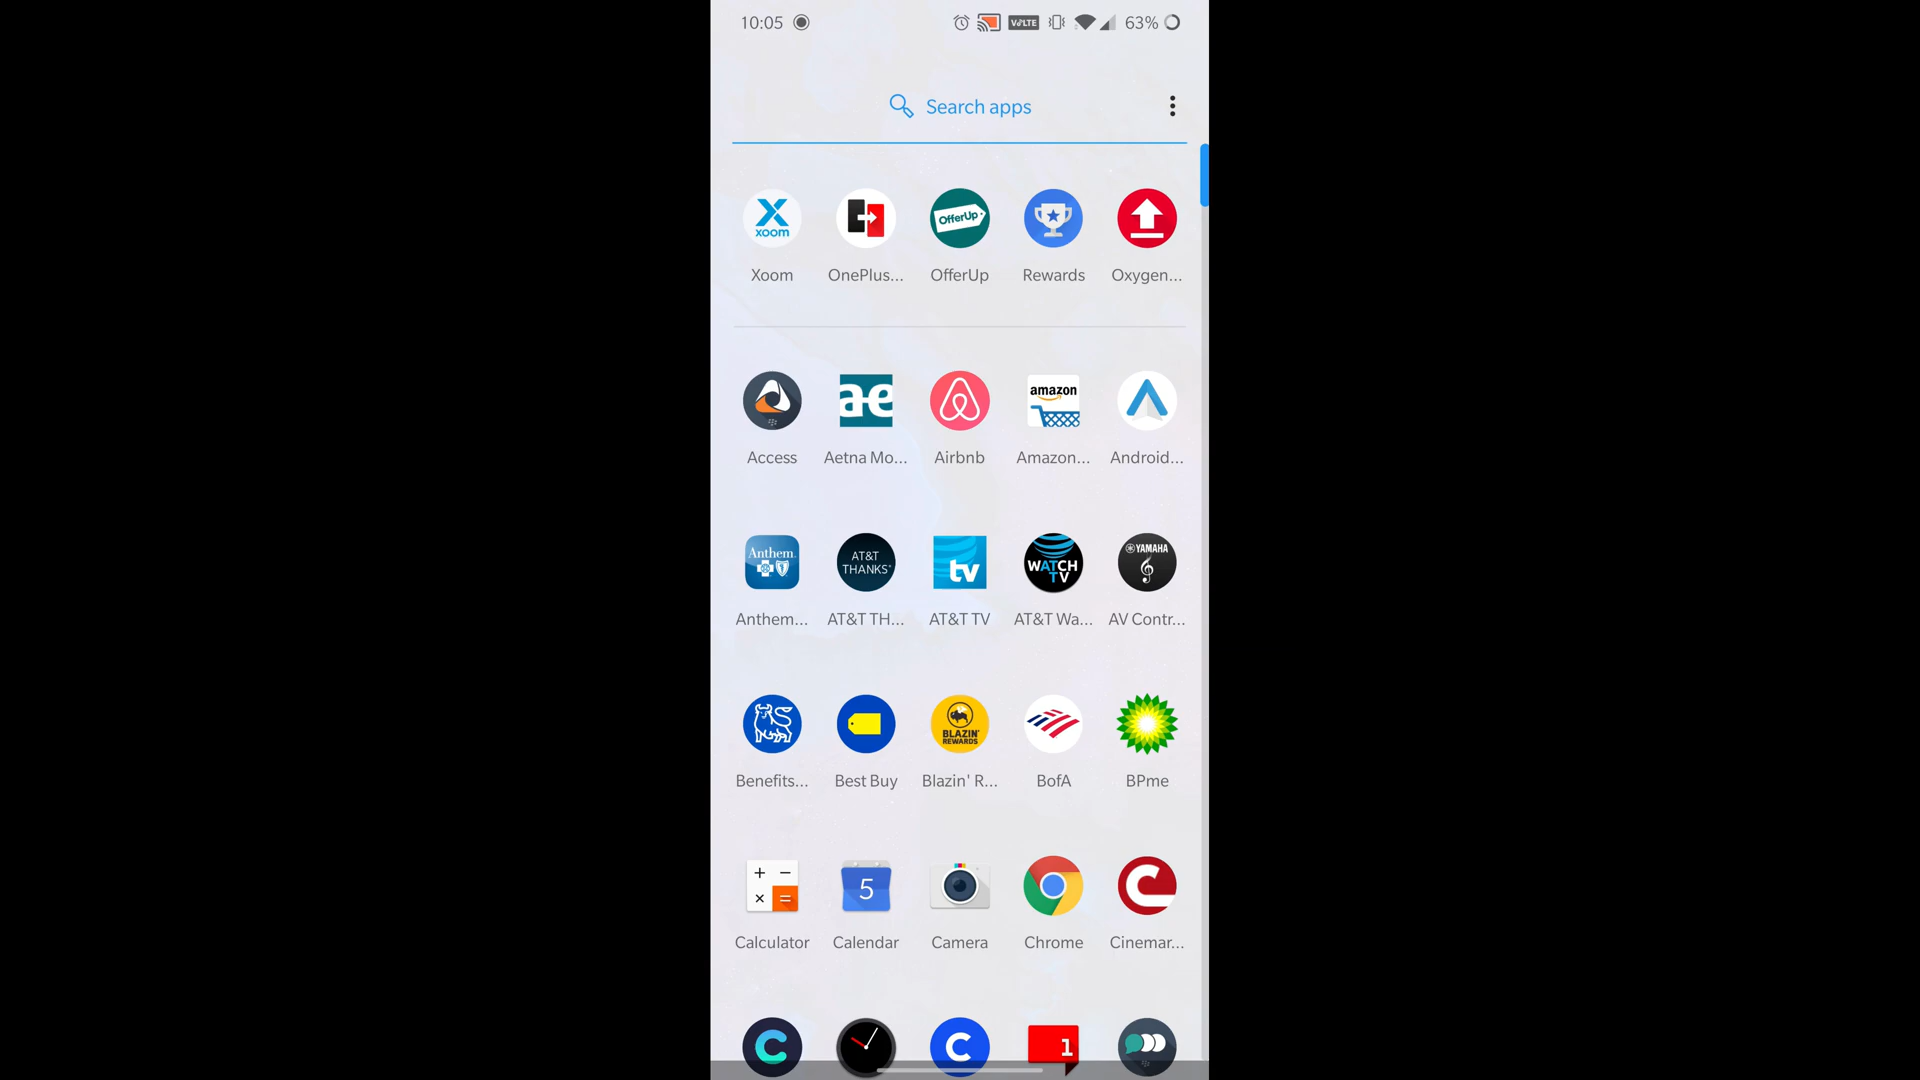 10:05 VoLTE 63%
Search apps
X xoom OfferUp
Xoom OnePlus... OfferUp Rewards Oxygen...
ae amazon
Access Aetna Mo... Airbnb Amazon... Android...
Anthem AT&T THANKS tv WATCH TV YAMAHA
Anthem... AT&T TH... AT&T TV AT&T Wa... AV Contr...
BLAZIN' REWARDS
Benefits... Best Buy Blazin' R... BofA BPme
+ − × = 5
Calculator Calendar Camera Chrome Cinemar...
C C 1